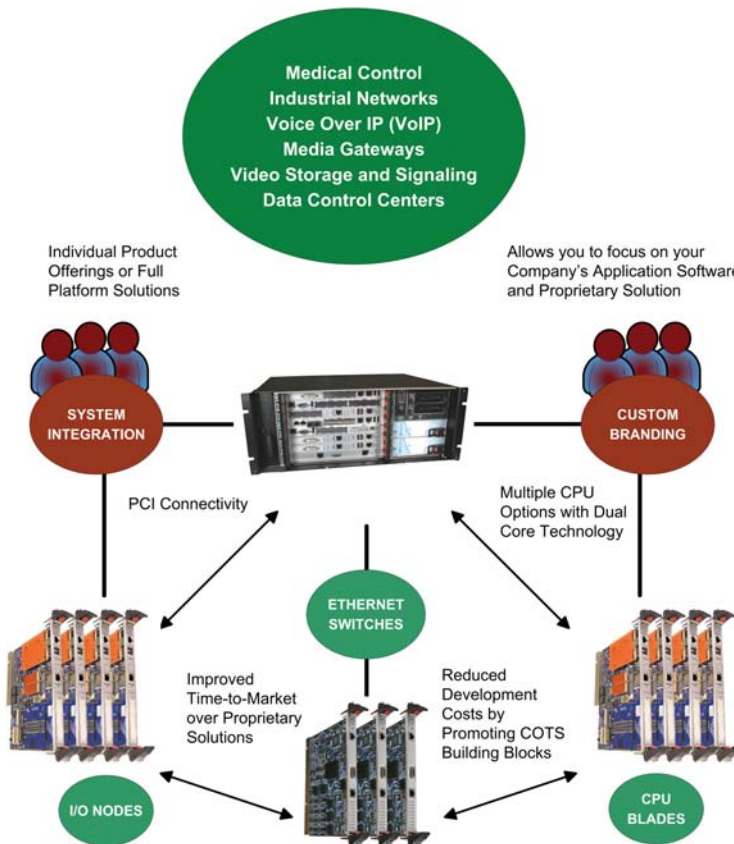 Medical Control
Industrial Networks
Voice Over IP (VoIP)
Media Gateways
Video Storage and Signaling
Data Control Centers
Individual Product
Offerings or Full
Platform Solutions
Allows you to focus on your
Company's Application Software
and Proprietary Solution
SYSTEM
INTEGRATION
CUSTOM
BRANDING
PCI Connectivity
Multiple CPU
Options with Dual
Core Technology
ETHERNET
SWITCHES
Improved
Time-to-Market
over Proprietary
Solutions
Reduced
Development
Costs by
Promoting COTS
Building Blocks
I/O NODES
CPU
BLADES